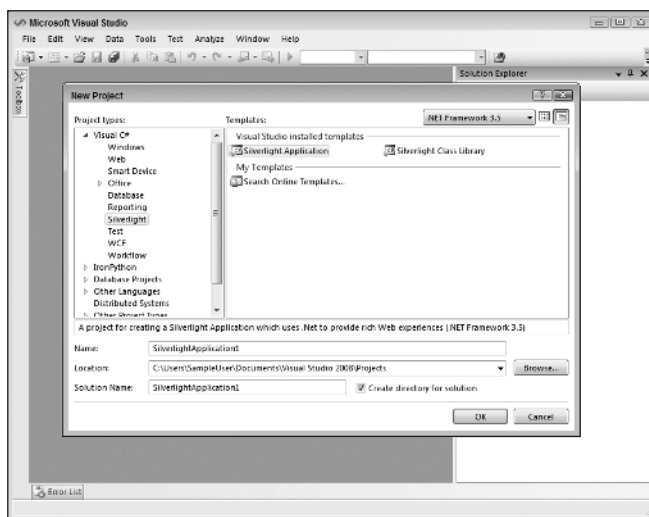 Microsoft Visual Studio
File Edit View Data Tools Test Analyze Window Help
Toolbox
Solution Explorer
New Project
Project types:
Templates:
.NET Framework 3.5
Visual C#
Windows
Web
Smart Device
Office
Database
Reporting
Silverlight
Test
WCF
Workflow
IronPython
Database Projects
Other Languages
Distributed Systems
Other Project Types
Visual Studio installed templates
Silverlight Application
Silverlight Class Library
My Templates
Search Online Templates...
A project for creating a Silverlight Application which uses .Net to provide rich Web experiences (.NET Framework 3.5)
Name: SilverlightApplication1
Location: C:\Users\SampleUser\Documents\Visual Studio 2008\Projects
Browse...
Solution Name: SilverlightApplication1
Create directory for solution
OK Cancel
Error List